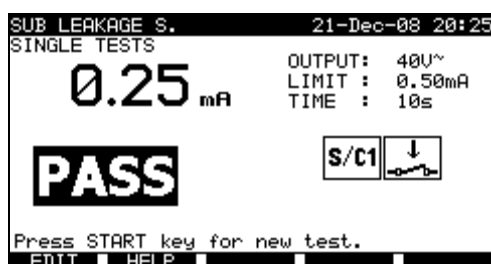 SUB LEAKAGE S. 21-Dec-08 20:25
SINGLE TESTS
0.25 mA
OUTPUT: 40V~
LIMIT : 0.50mA
TIME : 10s
S/C1
PASS
Press START key for new test.
EDIT HELP